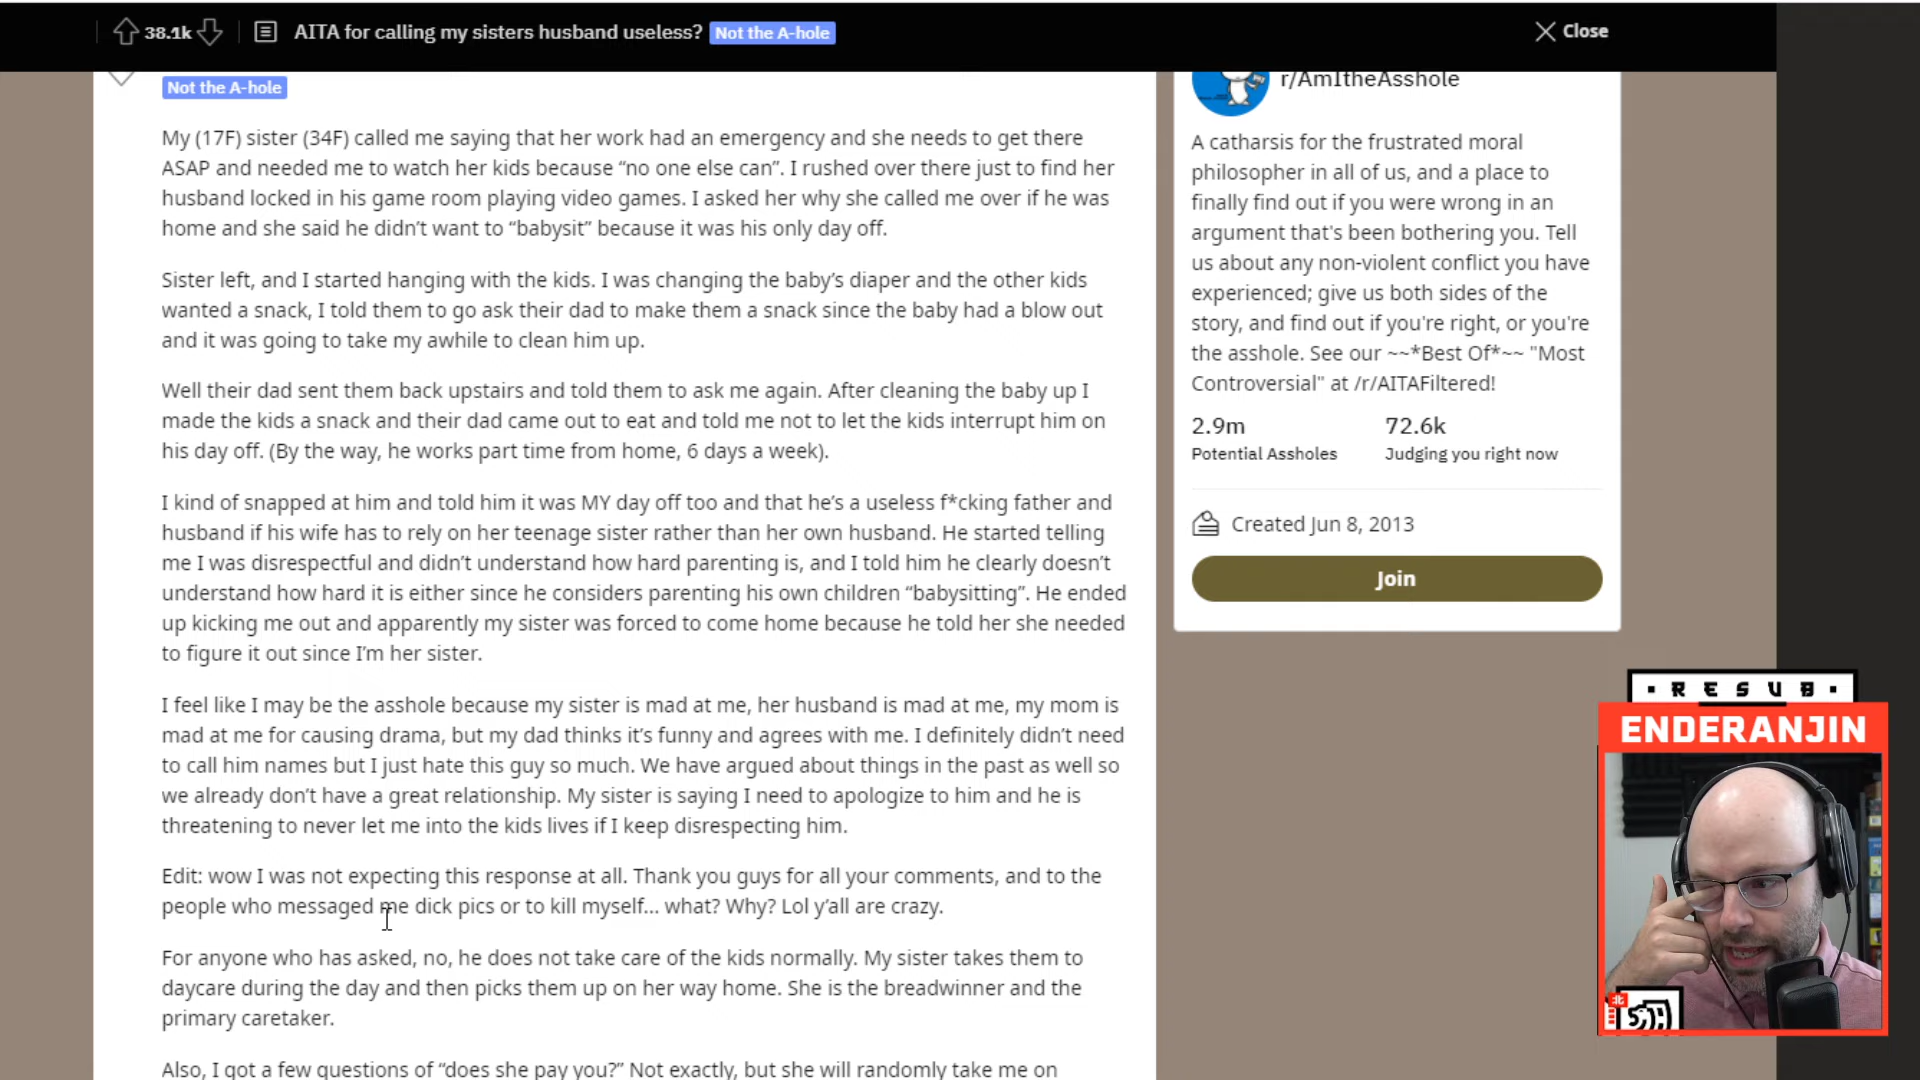 38.1k
AITA for calling my sisters husband useless? Not the A-hole
Close
Not the A-hole
My (17F) sister (34F) called me saying that her work had an emergency and she needs to get there
ASAP and needed me to watch her kids because “no one else can”. I rushed over there just to find her
husband locked in his game room playing video games. I asked her why she called me over if he was
home and she said he didn’t want to “babysit” because it was his only day off.
Sister left, and I started hanging with the kids. I was changing the baby’s diaper and the other kids
wanted a snack, I told them to go ask their dad to make them a snack since the baby had a blow out
and it was going to take my awhile to clean him up.
Well their dad sent them back upstairs and told them to ask me again. After cleaning the baby up I
made the kids a snack and their dad came out to eat and told me not to let the kids interrupt him on
his day off. (By the way, he works part time from home, 6 days a week).
I kind of snapped at him and told him it was MY day off too and that he’s a useless f*cking father and
husband if his wife has to rely on her teenage sister rather than her own husband. He started telling
me I was disrespectful and didn’t understand how hard parenting is, and I told him he clearly doesn’t
understand how hard it is either since he considers parenting his own children “babysitting”. He ended
up kicking me out and apparently my sister was forced to come home because he told her she needed
to figure it out since I’m her sister.
I feel like I may be the asshole because my sister is mad at me, her husband is mad at me, my mom is
mad at me for causing drama, but my dad thinks it’s funny and agrees with me. I definitely didn’t need
to call him names but I just hate this guy so much. We have argued about things in the past as well so
we already don’t have a great relationship. My sister is saying I need to apologize to him and he is
threatening to never let me into the kids lives if I keep disrespecting him.
Edit: wow I was not expecting this response at all. Thank you guys for all your comments, and to the
people who messaged me dick pics or to kill myself... what? Why? Lol y’all are crazy.
For anyone who has asked, no, he does not take care of the kids normally. My sister takes them to
daycare during the day and then picks them up on her way home. She is the breadwinner and the
primary caretaker.
Also, I got a few questions of “does she pay you?” Not exactly, but she will randomly take me on
r/AmItheAsshole
A catharsis for the frustrated moral
philosopher in all of us, and a place to
finally find out if you were wrong in an
argument that's been bothering you. Tell
us about any non-violent conflict you have
experienced; give us both sides of the
story, and find out if you're right, or you're
the asshole. See our ~~*Best Of*~~ "Most
Controversial" at /r/AITAFiltered!
2.9m 72.6k
Potential Assholes Judging you right now
Created Jun 8, 2013
Join
RESUB
ENDERANJIN